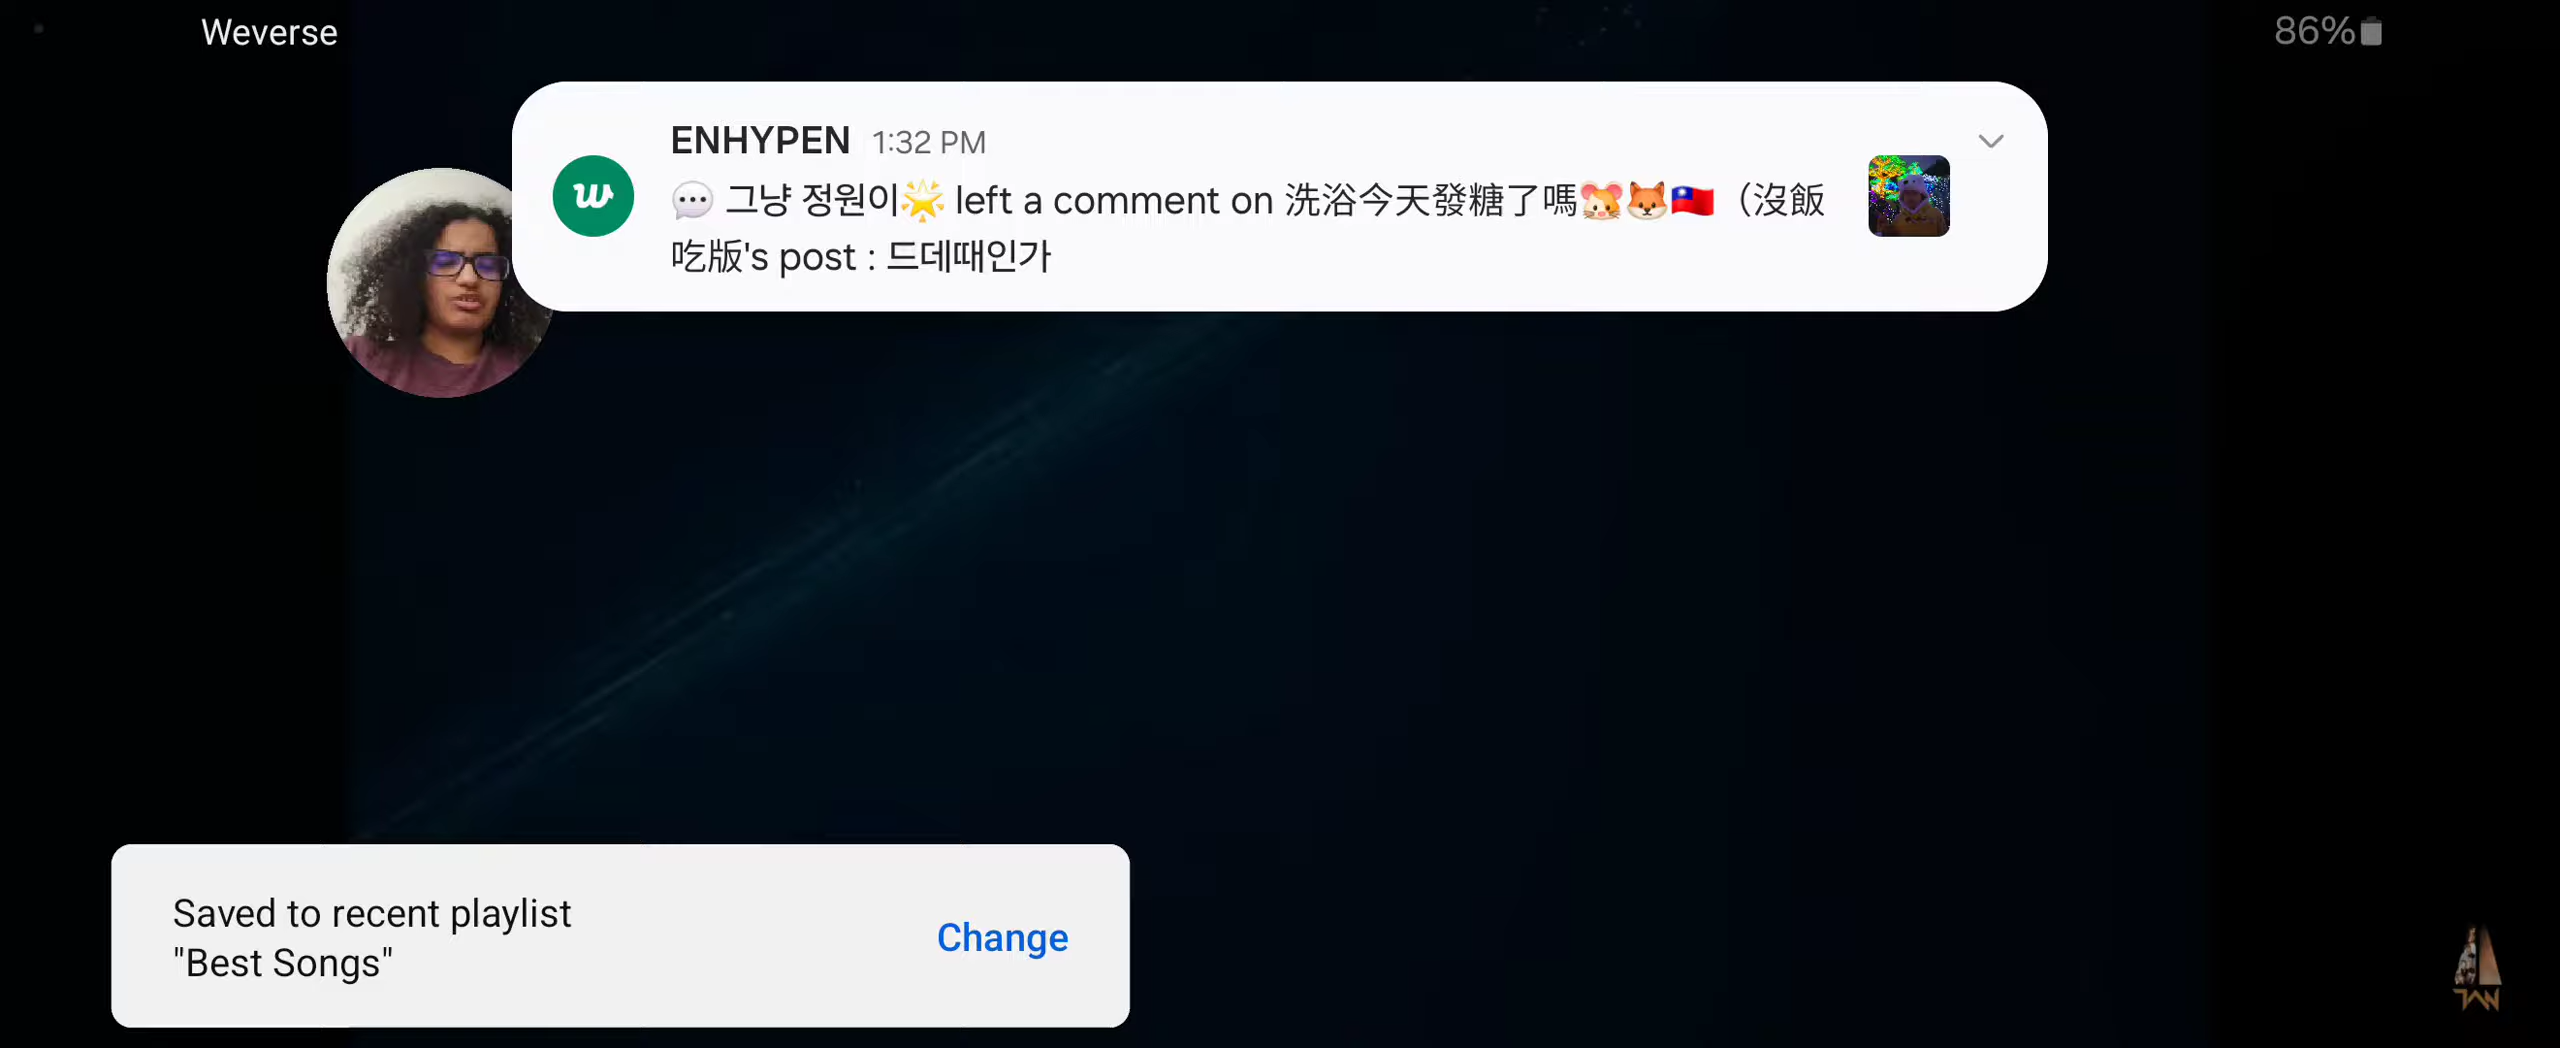 Weverse
86%
ENHYPEN 1:32 PM
💬 그냥 정원이🌟 left a comment on 洗浴今天發糖了嗎🐹🦊🇹🇼（沒飯
吃版's post : 드데때인가
Saved to recent playlist
"Best Songs"
Change